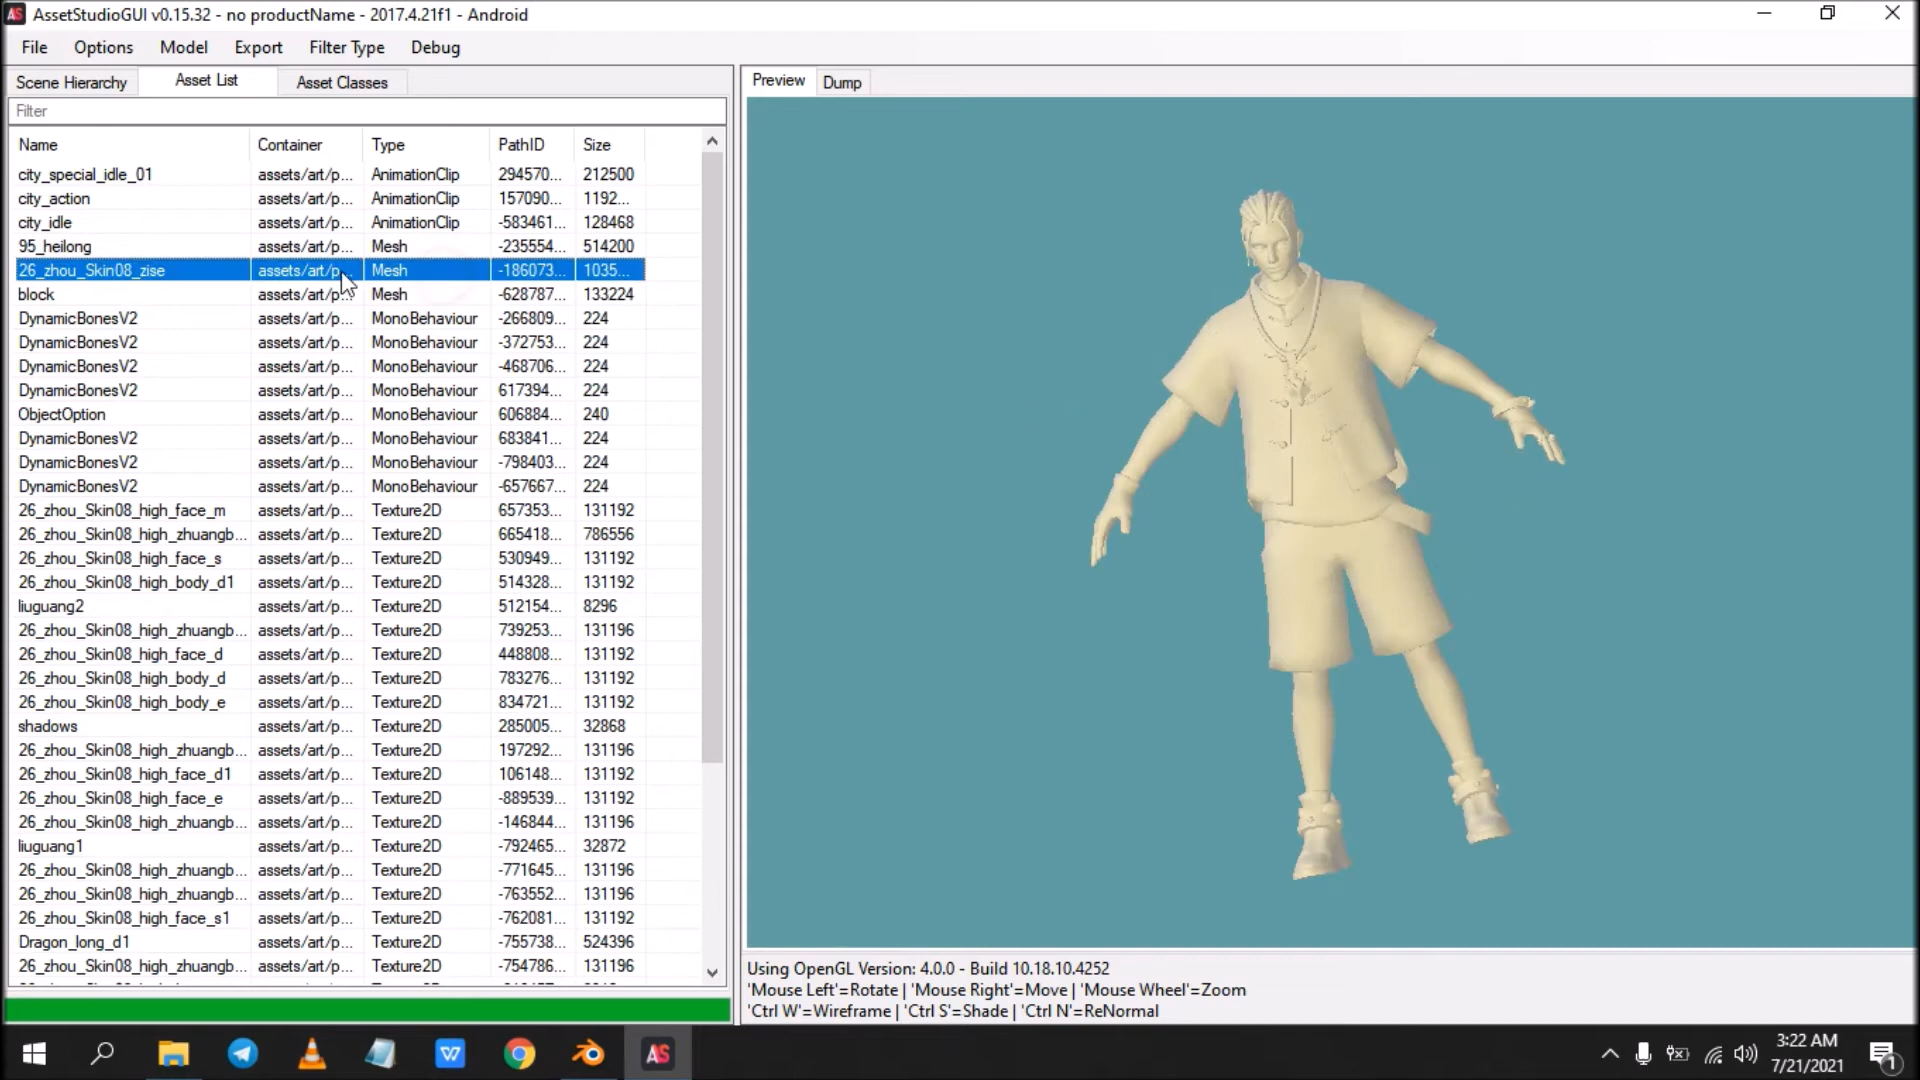 AssetStudioGUI v0.15.32 - no productName - 2017.4.21f1 - Android
File Options Model Export Filter Type Debug
Scene Hierarchy Asset List Asset Classes
Preview Dump
Filter
Name Container Type PathID Size
city_special_idle_01 assets/art/p... AnimationClip 294570... 212500
city_action assets/art/p... AnimationClip 157090... 1192...
city_idle assets/art/p... AnimationClip -583461... 128468
95_heilong assets/art/p... Mesh -235554... 514200
26_zhou_Skin08_zise assets/art/p... Mesh -186073... 1035...
block assets/art/p... Mesh -628787... 133224
DynamicBonesV2 assets/art/p... MonoBehaviour -266809... 224
DynamicBonesV2 assets/art/p... MonoBehaviour -372753... 224
DynamicBonesV2 assets/art/p... MonoBehaviour -468706... 224
DynamicBonesV2 assets/art/p... MonoBehaviour 617394... 224
ObjectOption assets/art/p... MonoBehaviour 606884... 240
DynamicBonesV2 assets/art/p... MonoBehaviour 683841... 224
DynamicBonesV2 assets/art/p... MonoBehaviour -798403... 224
DynamicBonesV2 assets/art/p... MonoBehaviour -657667... 224
26_zhou_Skin08_high_face_m assets/art/p... Texture2D 657353... 131192
26_zhou_Skin08_high_zhuangb... assets/art/p... Texture2D 665418... 786556
26_zhou_Skin08_high_face_s assets/art/p... Texture2D 530949... 131192
26_zhou_Skin08_high_body_d1 assets/art/p... Texture2D 514328... 131192
liuguang2 assets/art/p... Texture2D 512154... 8296
26_zhou_Skin08_high_zhuangb... assets/art/p... Texture2D 739253... 131196
26_zhou_Skin08_high_face_d assets/art/p... Texture2D 448808... 131192
26_zhou_Skin08_high_body_d assets/art/p... Texture2D 783276... 131192
26_zhou_Skin08_high_body_e assets/art/p... Texture2D 834721... 131192
shadows assets/art/p... Texture2D 285005... 32868
26_zhou_Skin08_high_zhuangb... assets/art/p... Texture2D 197292... 131196
26_zhou_Skin08_high_face_d1 assets/art/p... Texture2D 106148... 131192
26_zhou_Skin08_high_face_e assets/art/p... Texture2D -889539... 131192
26_zhou_Skin08_high_zhuangb... assets/art/p... Texture2D -146844... 131196
liuguang1 assets/art/p... Texture2D -792465... 32872
26_zhou_Skin08_high_zhuangb... assets/art/p... Texture2D -771645... 131196
26_zhou_Skin08_high_zhuangb... assets/art/p... Texture2D -763552... 131196
26_zhou_Skin08_high_face_s1 assets/art/p... Texture2D -762081... 131192
Dragon_long_d1 assets/art/p... Texture2D -755738... 524396
26_zhou_Skin08_high_zhuangb... assets/art/p... Texture2D -754786... 131196
Using OpenGL Version: 4.0.0 - Build 10.18.10.4252
'Mouse Left'=Rotate | 'Mouse Right'=Move | 'Mouse Wheel'=Zoom
'Ctrl W'=Wireframe | 'Ctrl S'=Shade | 'Ctrl N'=ReNormal
AS
3:22 AM
7/21/2021
1